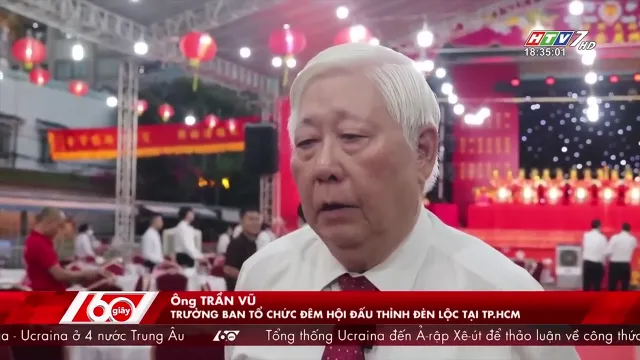 HTV7 HD
18:35:01
60 giây
Ông TRẦN VŨ
TRƯỞNG BAN TỔ CHỨC ĐÊM HỘI ĐẤU THỈNH ĐÈN LỘC TẠI TP.HCM
a - Ucraina ở 4 nước Trung Âu
Tổng thống Ucraina đến Ả-rập Xê-út để thảo luận về công thức